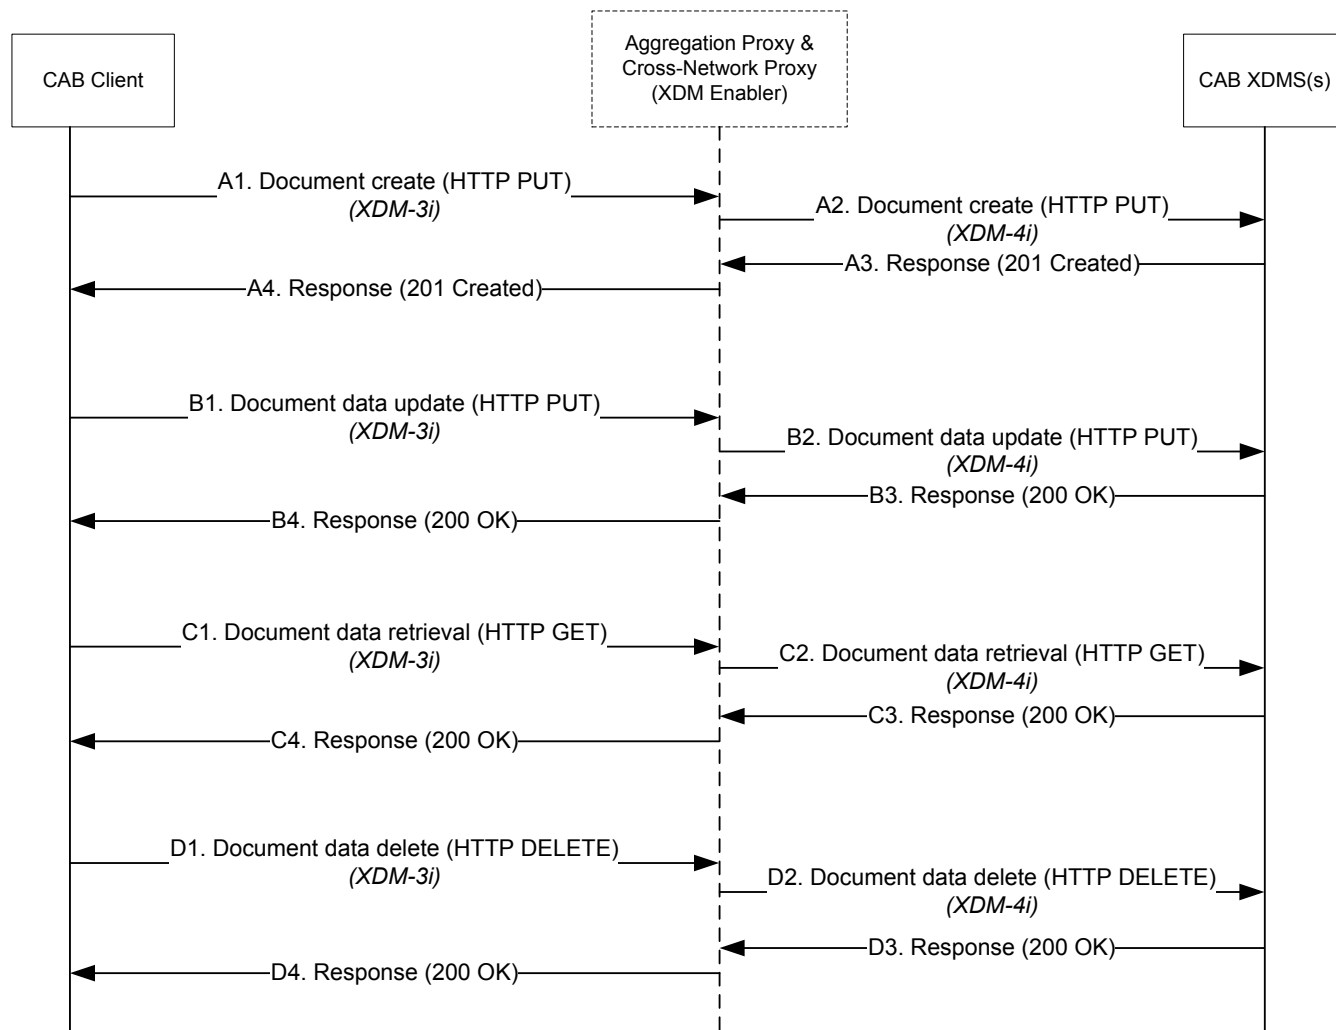 CAB Client
Aggregation Proxy &
Cross-Network Proxy
(XDM Enabler)
CAB XDMS(s)
A1. Document create (HTTP PUT)
(XDM-3i)
A2. Document create (HTTP PUT)
(XDM-4i)
A3. Response (201 Created)
A4. Response (201 Created)
B1. Document data update (HTTP PUT)
(XDM-3i)
B2. Document data update (HTTP PUT)
(XDM-4i)
B3. Response (200 OK)
B4. Response (200 OK)
C1. Document data retrieval (HTTP GET)
(XDM-3i)
C2. Document data retrieval (HTTP GET)
(XDM-4i)
C3. Response (200 OK)
C4. Response (200 OK)
D1. Document data delete (HTTP DELETE)
(XDM-3i)
D2. Document data delete (HTTP DELETE)
(XDM-4i)
D3. Response (200 OK)
D4. Response (200 OK)